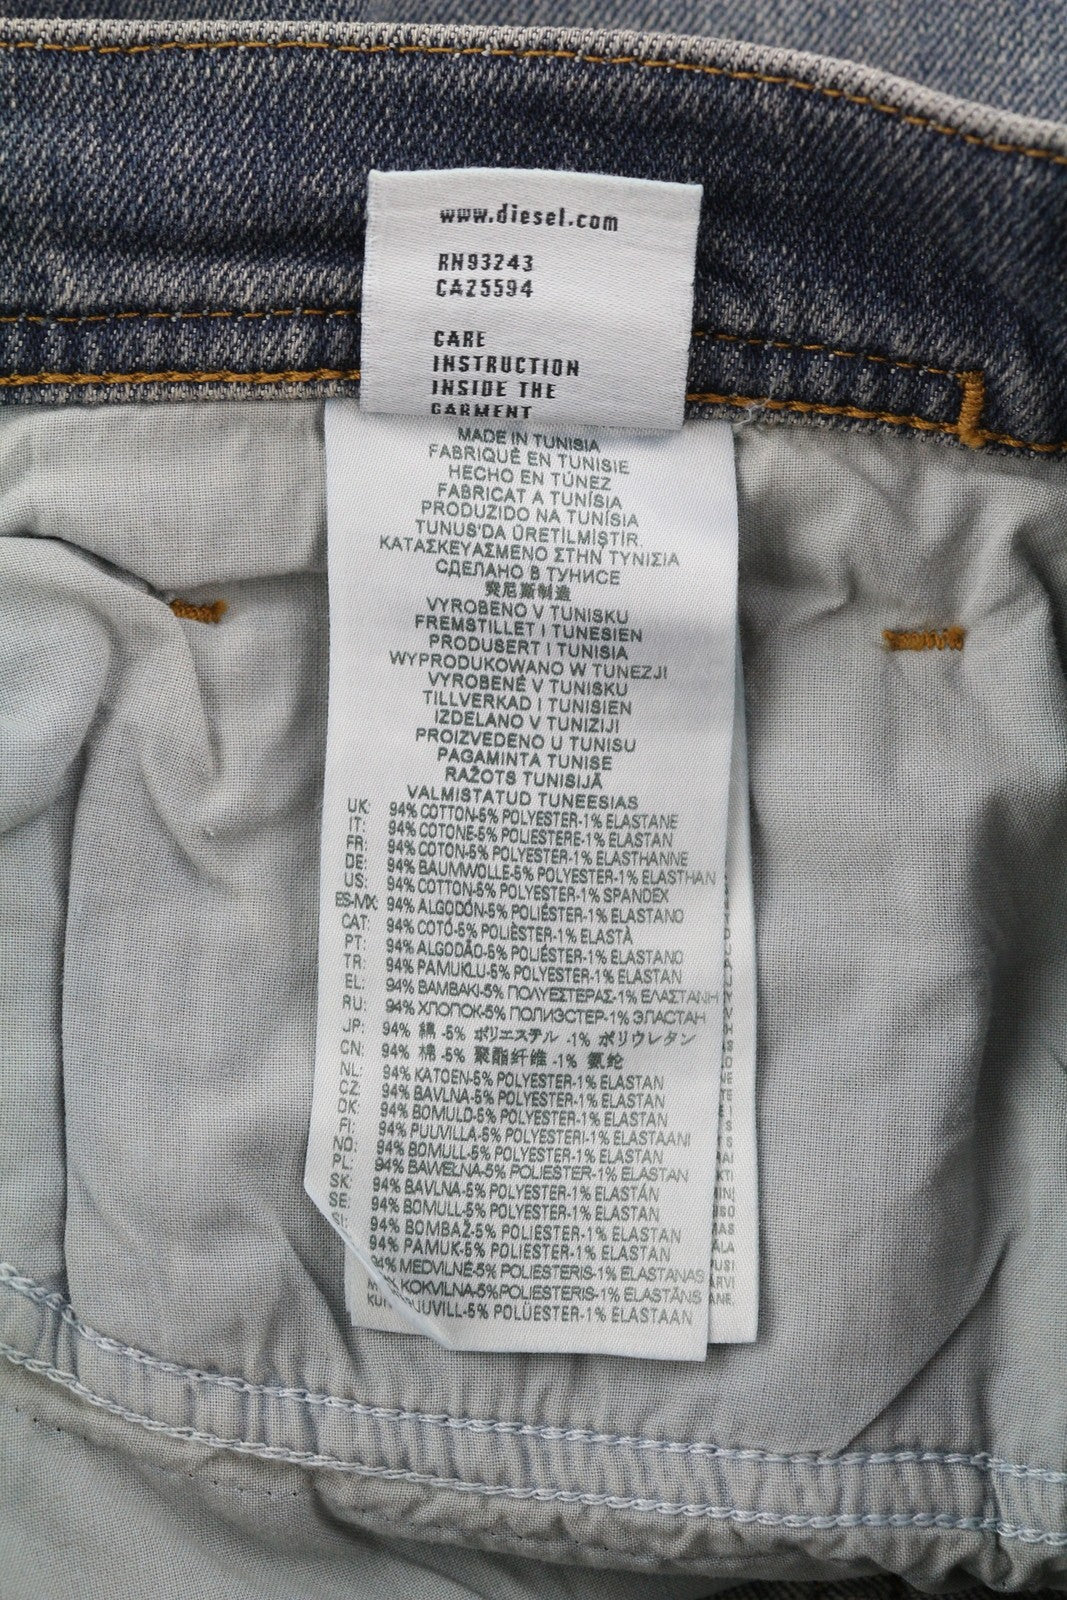 www.diesel.com
RN93243
CA25594
CARE
INSTRUCTION
INSIDE THE
GARMENT
MADE IN TUNISIA
FABRIQUÉ EN TUNISIE
HECHO EN TÚNEZ
FABRICAT A TUNÍSIA
PRODUZIDO NA TUNÍSIA
TUNUS'DA ÜRETILMIŞTIR
ΚΑΤΑΣΚΕΥΑΣΜΕΝΟ ΣΤΗΝ ΤΥΝΙΣΙΑ
СДЕЛАНО В ТУНИСЕ
突尼斯制造
VYROBENO V TUNISKU
FREMSTILLET I TUNESIEN
PRODUSERT I TUNISIA
WYPRODUKOWANO W TUNEZJI
VYROBENÉ V TUNISKU
TILLVERKAD I TUNISIEN
IZDELANO V TUNIZIJI
PROIZVEDENO U TUNISU
PAGAMINTA TUNISE
RAŽOTS TUNISIJĀ
VALMISTATUD TUNEESIAS
UK: 94% COTTON-5% POLYESTER-1% ELASTANE
IT: 94% COTONE-5% POLIESTERE-1% ELASTAN
FR: 94% COTON-5% POLYESTER-1% ELASTHANNE
DE: 94% BAUMWOLLE-5% POLYESTER-1% ELASTHAN
US: 94% COTTON-5% POLYESTER-1% SPANDEX
ES-MX: 94% ALGODÓN-5% POLIÉSTER-1% ELASTANO
CAT: 94% COTÓ-5% POLIÈSTER-1% ELASTÀ
PT: 94% ALGODÃO-5% POLIÉSTER-1% ELASTANO
TR: 94% PAMUKLU-5% POLYESTER-1% ELASTAN
EL: 94% ΒΑΜΒΑΚΙ-5% ΠΟΛΥΕΣΤΕΡΑΣ-1% ΕΛΑΣΤΑΝΗ
RU: 94% ХЛОПОК-5% ПОЛИЭСТЕР-1% ЭЛАСТАН
JP: 94% 綿 -5% ポリエステル -1% ポリウレタン
CN: 94% 棉 -5% 聚酯纤维 -1% 氨纶
NL: 94% KATOEN-5% POLYESTER-1% ELASTAN
CZ: 94% BAVLNA-5% POLYESTER-1% ELASTAN
DK: 94% BOMULD-5% POLYESTER-1% ELASTAN
FI: 94% PUUVILLA-5% POLYESTERI-1% ELASTAANI
NO: 94% BOMULL-5% POLYESTER-1% ELASTAN
PL: 94% BAWEŁNA-5% POLIESTER-1% ELASTAN
SK: 94% BAVLNA-5% POLYESTER-1% ELASTÁN
SE: 94% BOMULL-5% POLYESTER-1% ELASTAN
SI: 94% BOMBAŽ-5% POLIESTER-1% ELASTAN
94% PAMUK-5% POLIESTER-1% ELASTAN
94% MEDVILNĖ-5% POLIESTERIS-1% ELASTANAS
KOKVILNA-5% POLIESTERIS-1% ELASTĀNS
PUUVILL-5% POLÜESTER-1% ELASTAAN